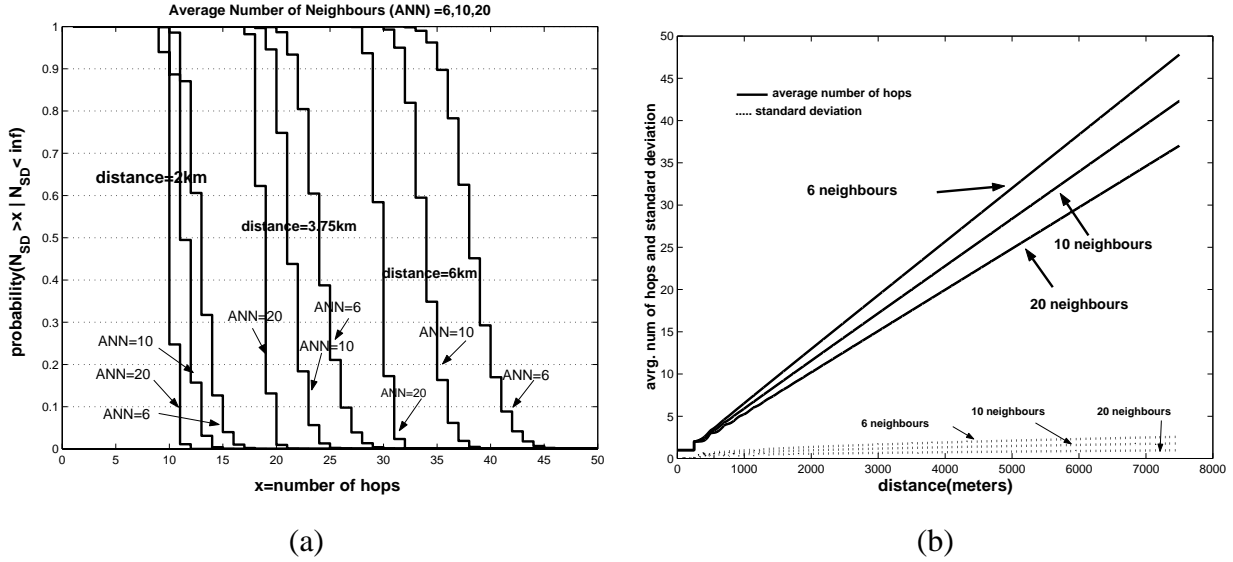 Average Number of Neighbours (ANN) =6,10,20
probability(N_SD >x | N_SD< inf)
1
0.9
0.8
0.7
0.6
0.5
0.4
0.3
0.2
0.1
0
distance=2km
distance=3.75km
distance=6km
ANN=10
ANN=20
ANN=6
ANN=20
ANN=6
ANN=10
ANN=10
ANN=20
ANN=6
0 5 10 15 20 25 30 35 40 45 50
x=number of hops
(a)
avrg. num of hops and standard deviation
50
45
40
35
30
25
20
15
10
5
0
average number of hops
standard deviation
6 neighbours
10 neighbours
20 neighbours
6 neighbours
10 neighbours
20 neighbours
0 1000 2000 3000 4000 5000 6000 7000 8000
distance(meters)
(b)